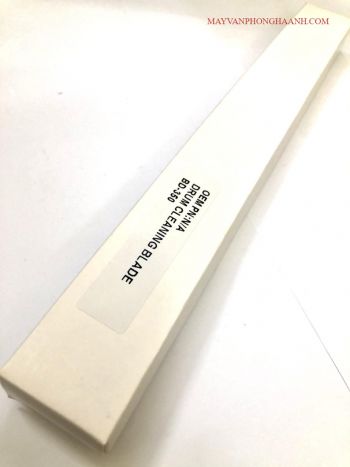 MAYVANPHONGHAANH.COM
OEM PN:N/A
DRUM CLEANING BLADE
BD-350